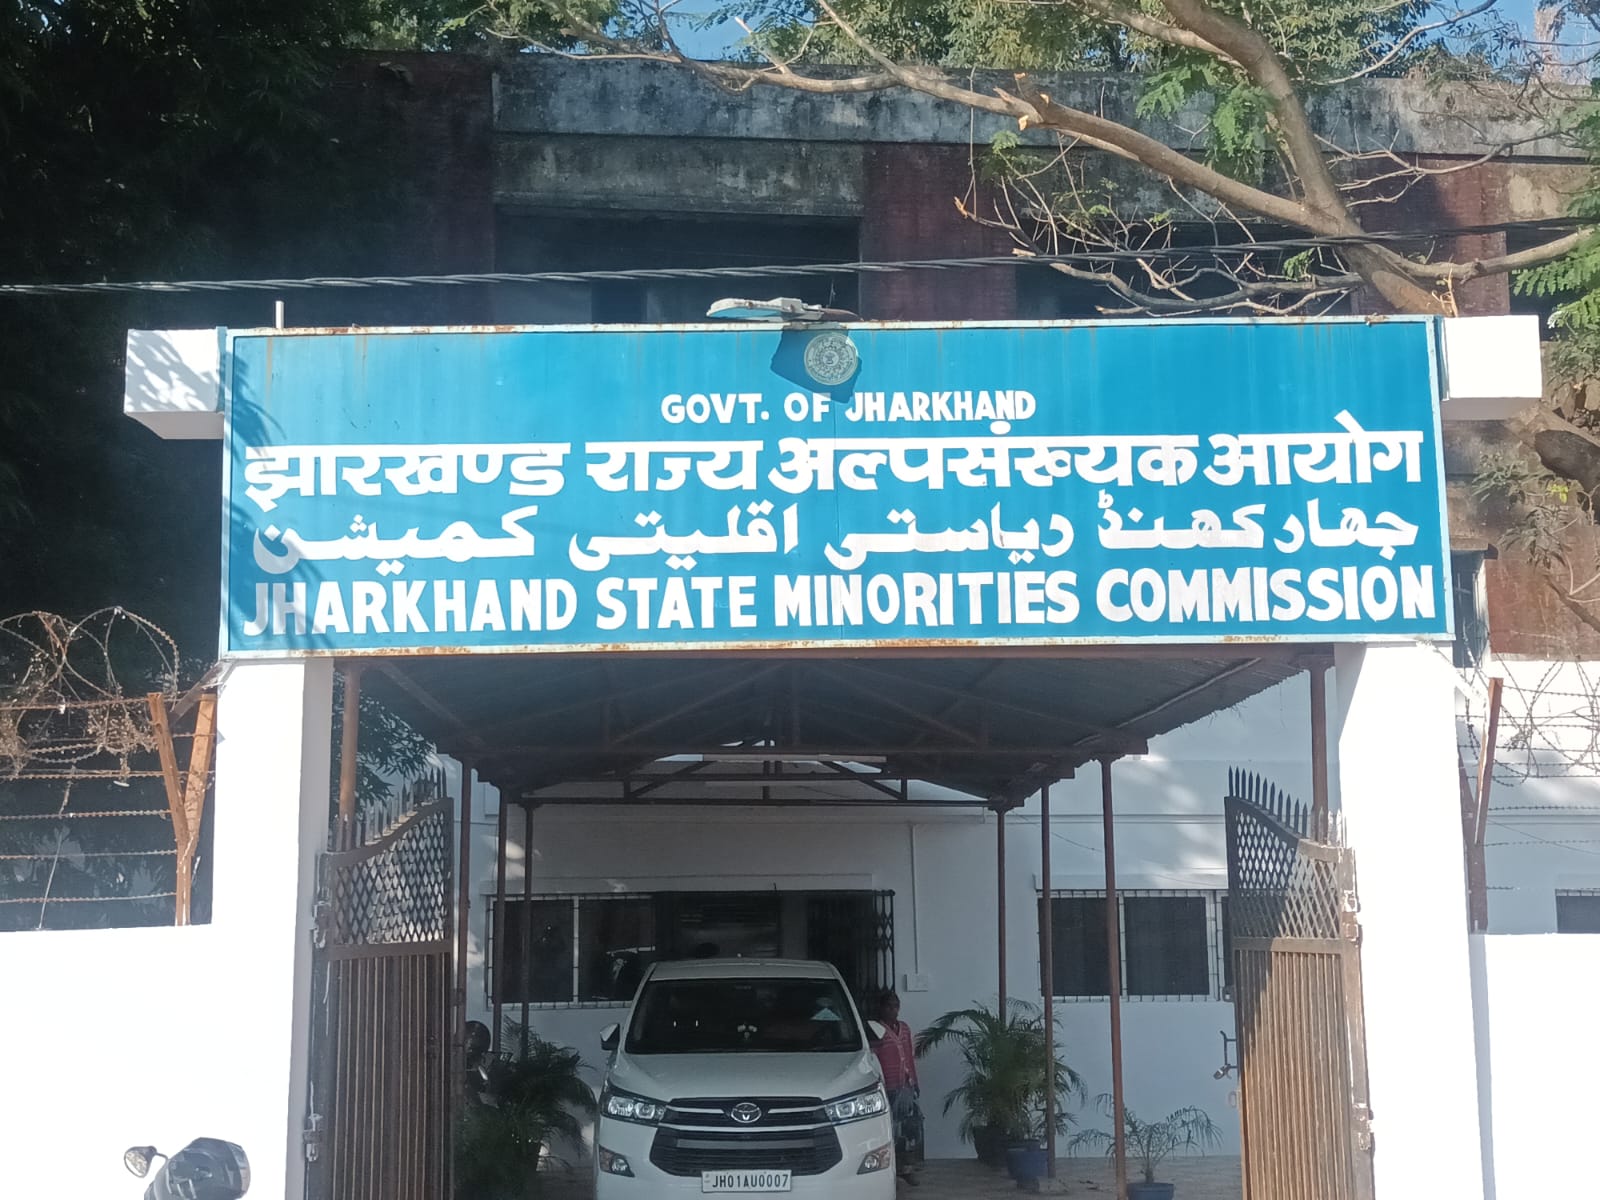 GOVT. OF JHARKHAND
झारखण्ड राज्य अल्पसंख्यक आयोग
جھارکھنڈ ریاستی اقلیتی کمیشن
JHARKHAND STATE MINORITIES COMMISSION
JH01AU0007